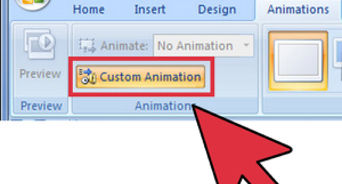 Home Insert Design Animations
Animate: No Animation
Preview
Custom Animation
Preview Animations